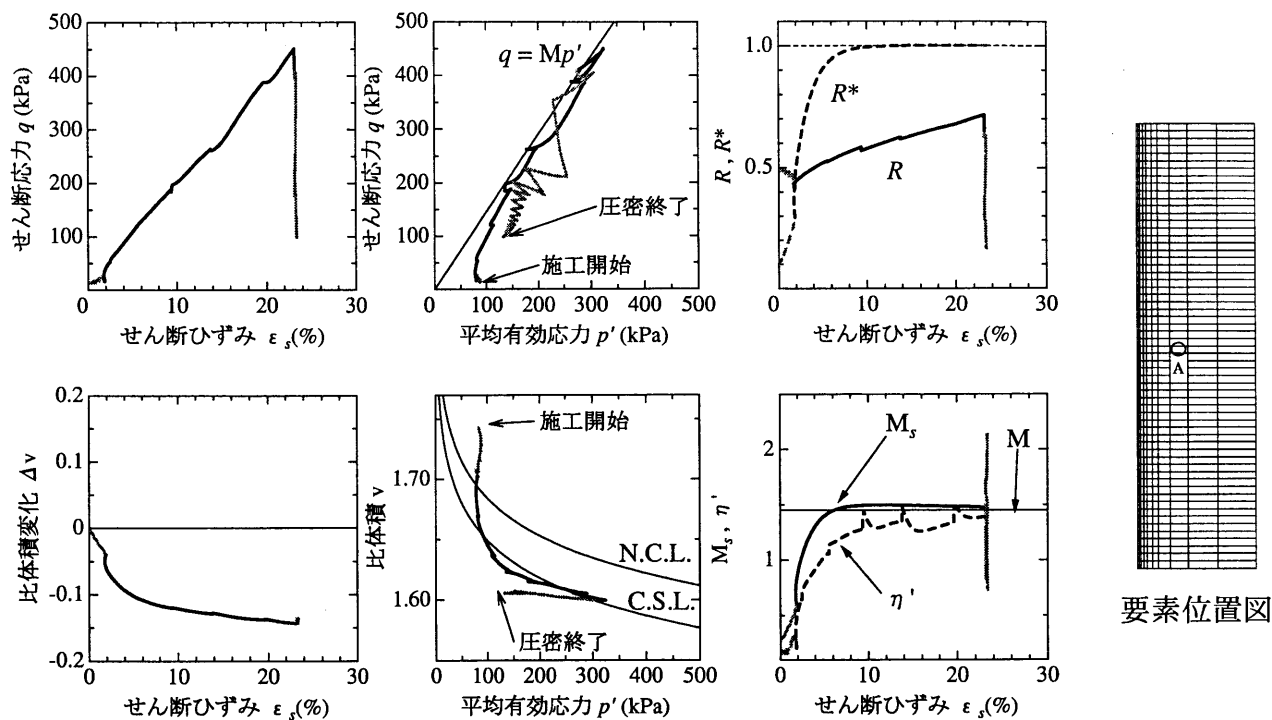 500
400
300
200
100
0
10
20
30
せん断応力 q (kPa)
せん断ひずみ ε s(%)
500
400
300
200
100
0
100
200
300
400
500
せん断応力 q (kPa)
平均有効応力 p' (kPa)
q = Mp'
圧密終了
施工開始
1.0
0.5
0
10
20
30
R , R*
せん断ひずみ ε s(%)
R*
R
A
要素位置図
0.2
0.1
0
-0.1
-0.2
0
10
20
30
比体積変化 Δv
せん断ひずみ ε s(%)
1.70
1.60
0
100
200
300
400
500
比体積 v
平均有効応力 p' (kPa)
施工開始
N.C.L.
C.S.L.
圧密終了
2
1
0
10
20
30
Ms , η'
せん断ひずみ ε s(%)
Ms
M
η'